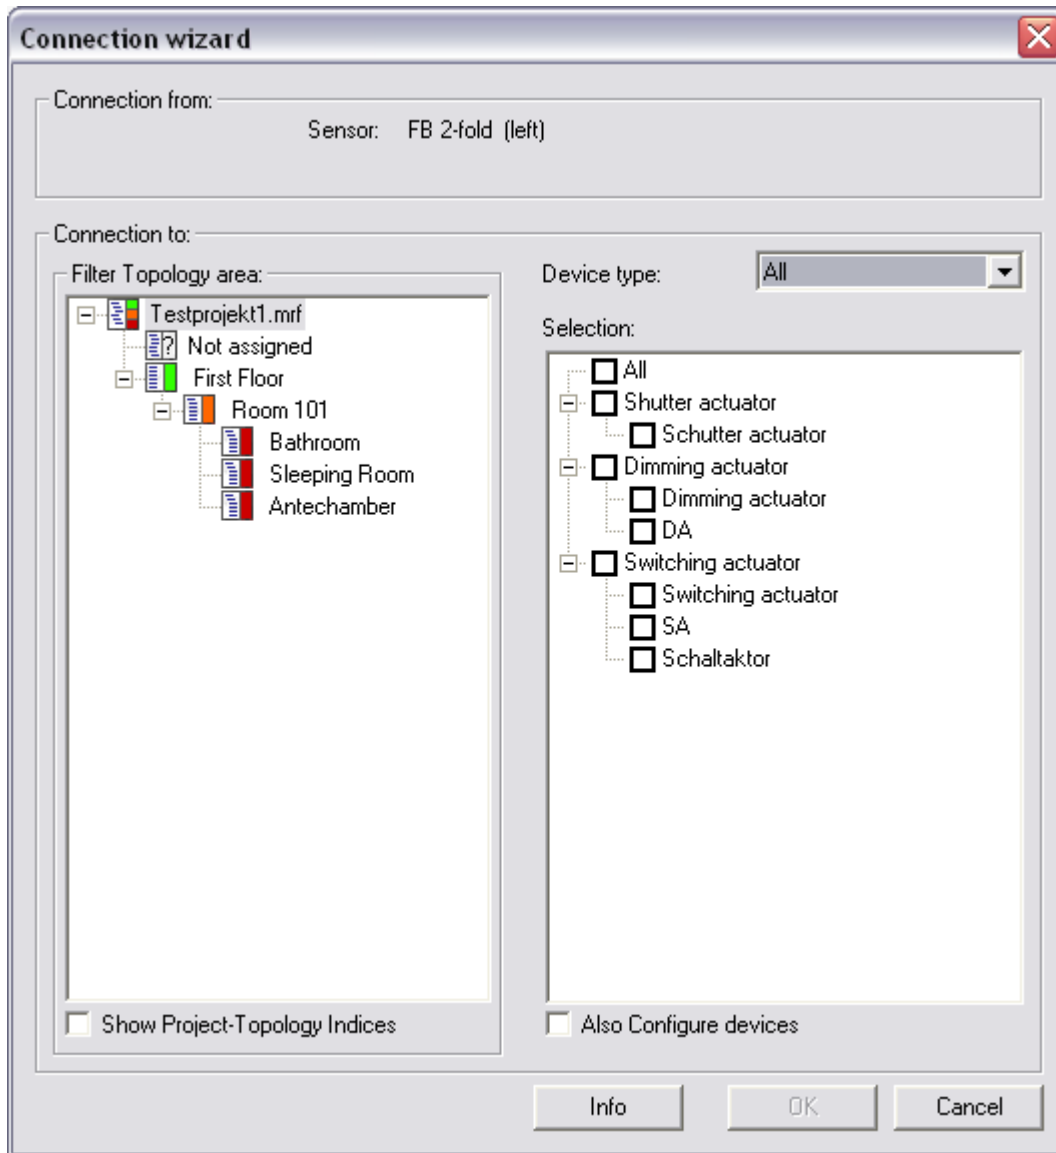 Connection wizard
Connection from:
Sensor: FB 2-fold (left)
Connection to:
Filter Topology area:
Testprojekt1.mrf
Not assigned
First Floor
Room 101
Bathroom
Sleeping Room
Antechamber
Show Project-Topology Indices
Device type: All
Selection:
All
Shutter actuator
Schutter actuator
Dimming actuator
Dimming actuator
DA
Switching actuator
Switching actuator
SA
Schaltaktor
Also Configure devices
Info OK Cancel